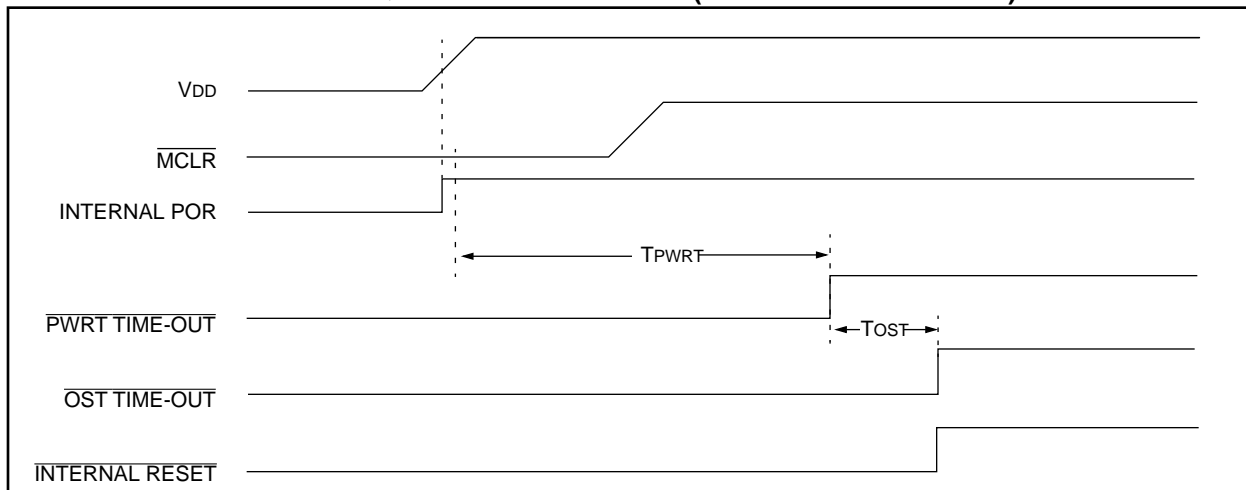 VDD
MCLR
INTERNAL POR
TPWRT
PWRT TIME-OUT
TOST
OST TIME-OUT
INTERNAL RESET